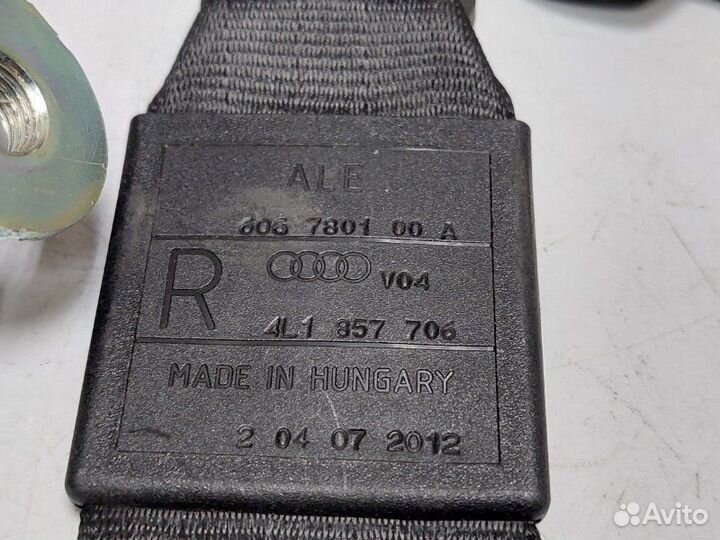 ALE
606 7801 00 A
R V04
4L1 857 706
MADE IN HUNGARY
2 04 07 2012
Avito